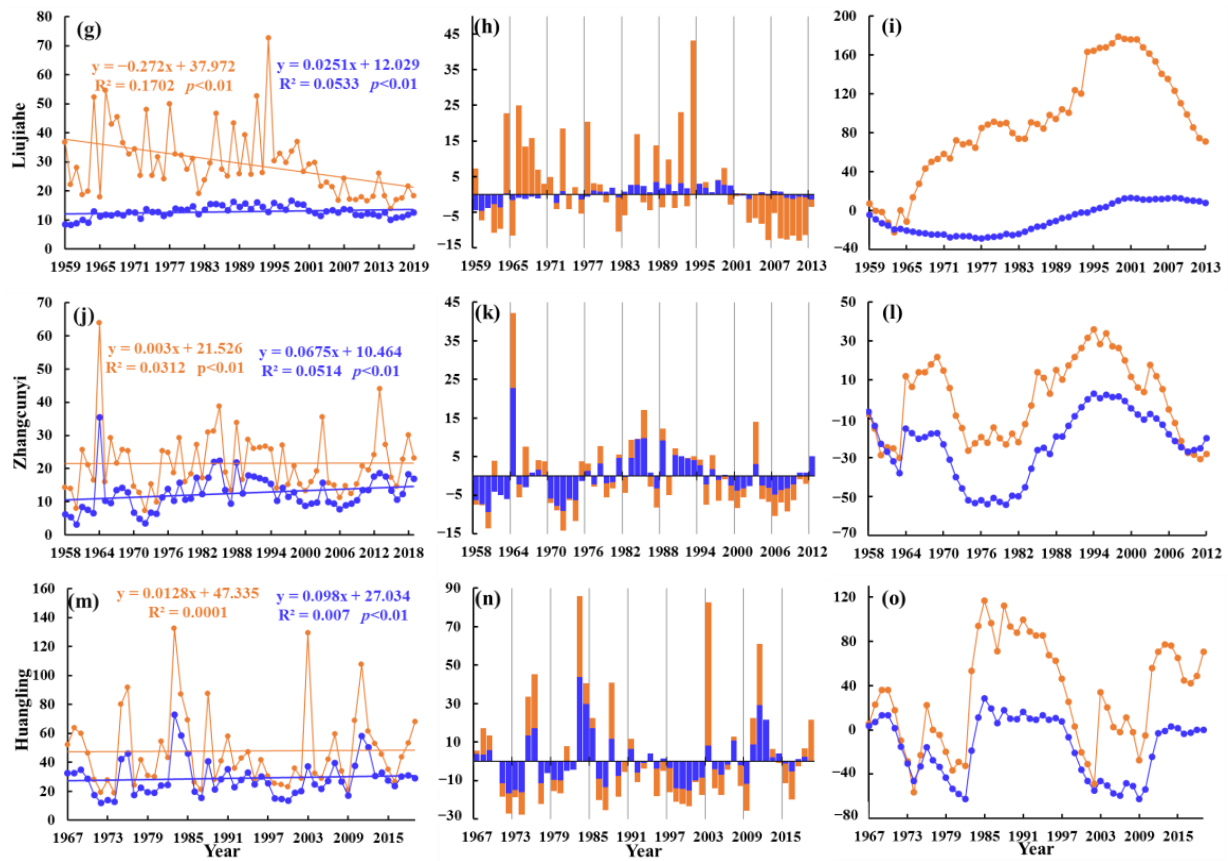 (g)
y = −0.272x + 37.972
R² = 0.1702 p<0.01
y = 0.0251x + 12.029
R² = 0.0533 p<0.01
Liujiahe
80
70
60
50
40
30
20
10
0
1959 1965 1971 1977 1983 1989 1995 2001 2007 2013 2019
(h)
45
35
25
15
5
−5
−15
1959 1965 1971 1977 1983 1989 1995 2001 2007 2013
(i)
200
160
120
80
40
0
−40
1959 1965 1971 1977 1983 1989 1995 2001 2007 2013
(j)
y = 0.003x + 21.526
R² = 0.0312 p<0.01
y = 0.0675x + 10.464
R² = 0.0514 p<0.01
Zhangcunyi
70
60
50
40
30
20
10
0
1958 1964 1970 1976 1982 1988 1994 2000 2006 2012 2018
(k)
45
35
25
15
5
−5
−15
1958 1964 1970 1976 1982 1988 1994 2000 2006 2012
(l)
50
30
10
−10
−30
−50
−70
1958 1964 1970 1976 1982 1988 1994 2000 2006 2012
(m)
y = 0.0128x + 47.335
R² = 0.0001
y = 0.098x + 27.034
R² = 0.007 p<0.01
Huangling
160
140
120
100
80
60
40
20
0
1967 1973 1979 1985 1991 1997 2003 2009 2015
Year
(n)
90
70
50
30
10
−10
−30
1967 1973 1979 1985 1991 1997 2003 2009 2015
Year
(o)
120
80
40
0
−40
−80
1967 1973 1979 1985 1991 1997 2003 2009 2015
Year